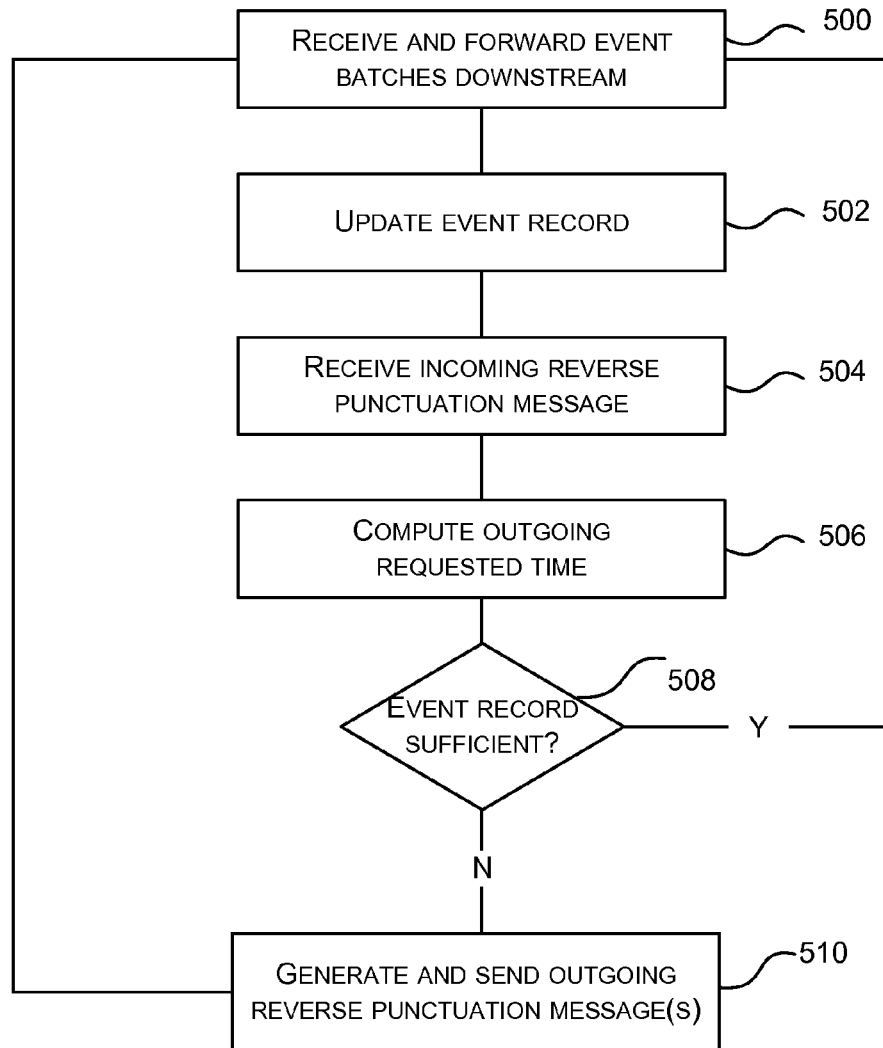 RECEIVE AND FORWARD EVENT
BATCHES DOWNSTREAM
500
UPDATE EVENT RECORD
502
RECEIVE INCOMING REVERSE
PUNCTUATION MESSAGE
504
COMPUTE OUTGOING
REQUESTED TIME
506
EVENT RECORD
SUFFICIENT?
508
Y
N
GENERATE AND SEND OUTGOING
REVERSE PUNCTUATION MESSAGE(S)
510